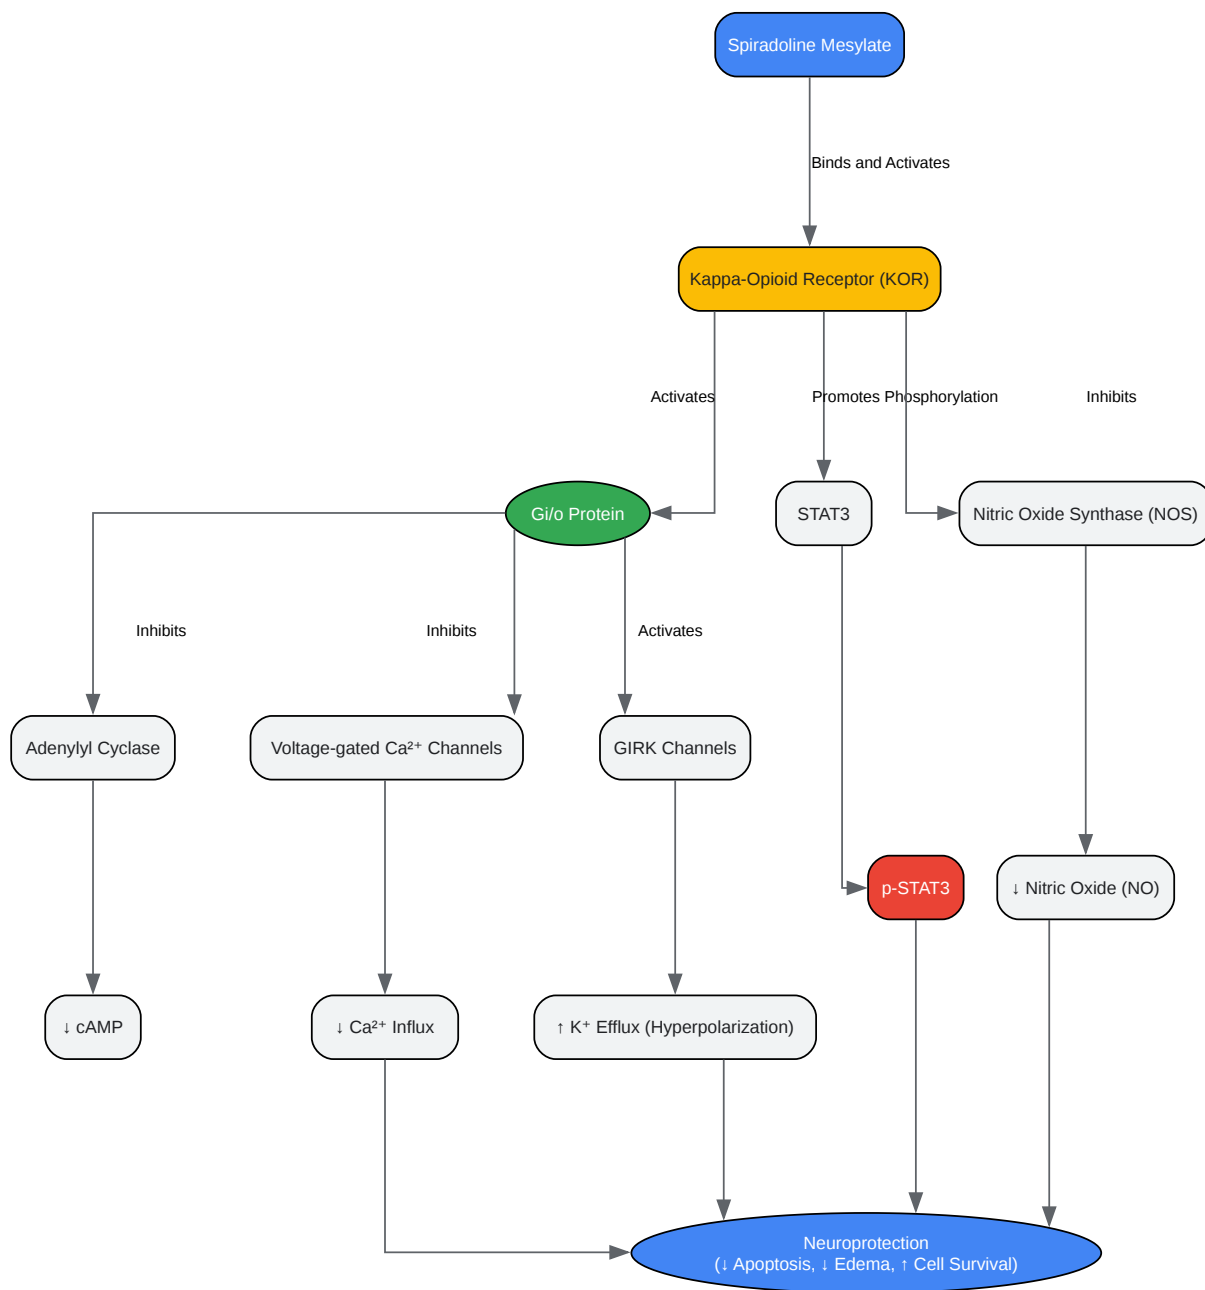 Spiradoline Mesylate
Binds and Activates
Kappa-Opioid Receptor (KOR)
Activates
Promotes Phosphorylation
Inhibits
Gi/o Protein
STAT3
Nitric Oxide Synthase (NOS)
Inhibits
Inhibits
Activates
Adenylyl Cyclase
Voltage-gated Ca²⁺ Channels
GIRK Channels
p-STAT3
↓ Nitric Oxide (NO)
↓ cAMP
↓ Ca²⁺ Influx
↑ K⁺ Efflux (Hyperpolarization)
Neuroprotection
(↓ Apoptosis, ↓ Edema, ↑ Cell Survival)